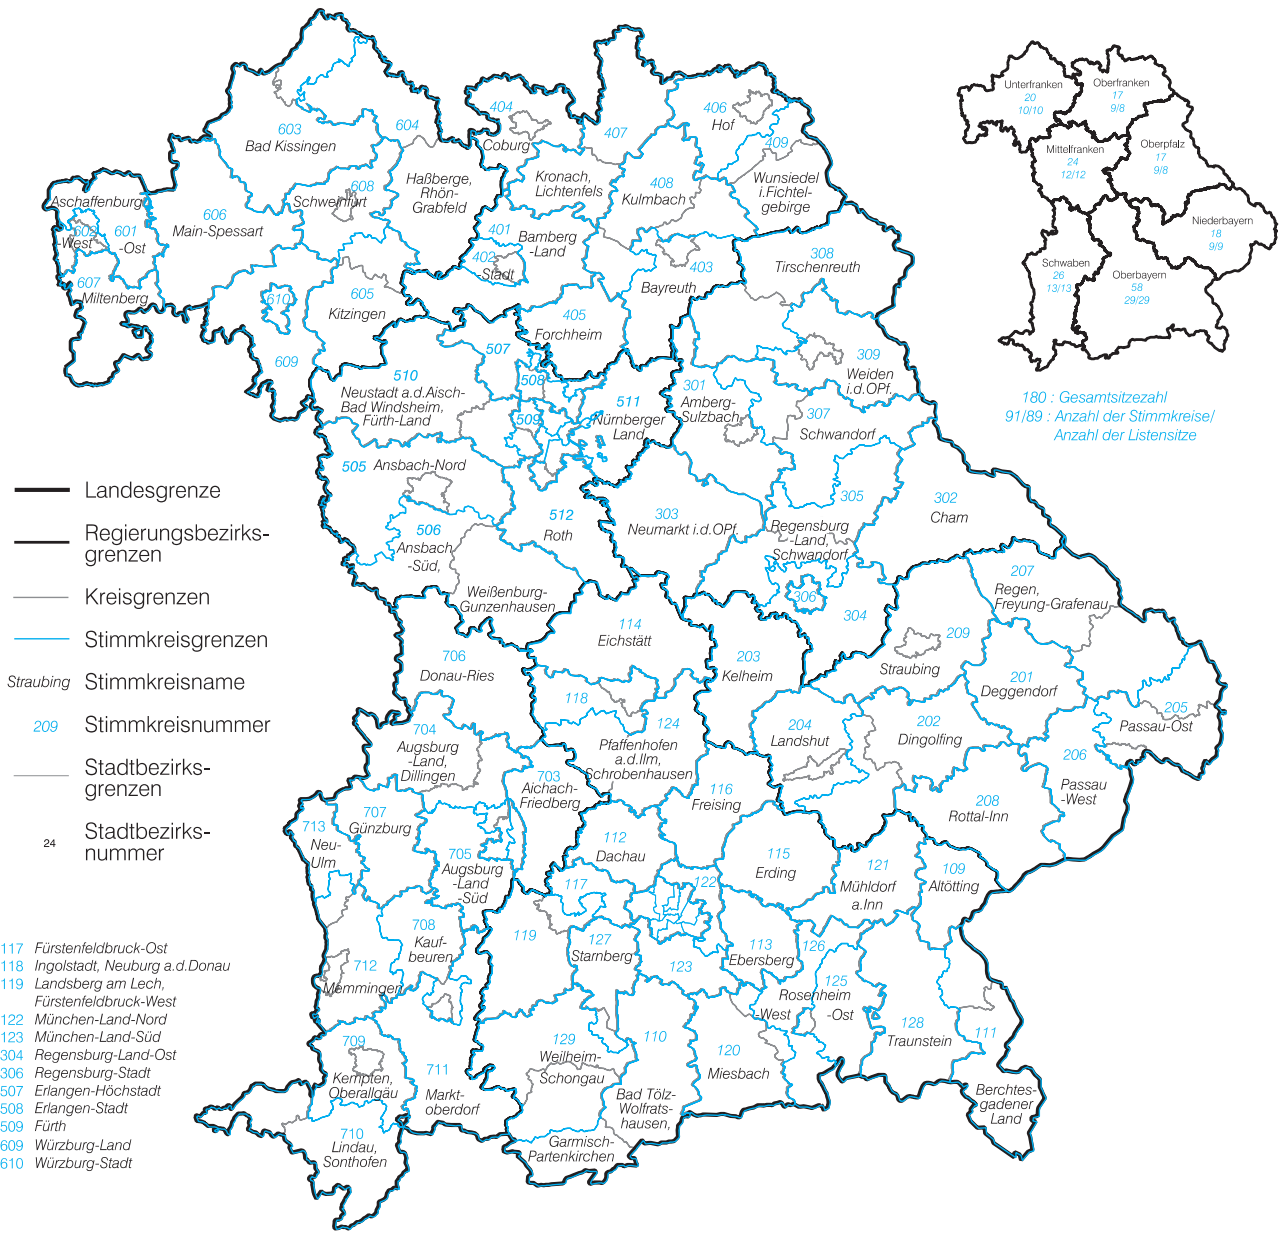 603
Bad Kissingen
604
Haßberge,
Rhön-
Grabfeld
608
Schweinfurt
404
Coburg
407
Kronach,
Lichtenfels
406
Hof
409
Wunsiedel
i.Fichtel-
gebirge
408
Kulmbach
Aschaffenburg
602
-West
601
-Ost
606
Main-Spessart
607
Miltenberg
610
609
605
Kitzingen
401
Bamberg
-Land
402
-Stadt
403
Bayreuth
405
Forchheim
308
Tirschenreuth
309
Weiden
i.d.OPf.
507
508
509
510
Neustadt a.d.Aisch-
Bad Windsheim,
Fürth-Land
511
Nürnberger
Land
301
Amberg-
Sulzbach
307
Schwandorf
505
Ansbach-Nord
506
Ansbach
-Süd,
Weißenburg-
Gunzenhausen
512
Roth
303
Neumarkt i.d.OPf.
305
Regensburg
-Land,
Schwandorf
302
Cham
306
304
207
Regen,
Freyung-Grafenau
209
Straubing
114
Eichstätt
203
Kelheim
706
Donau-Ries
201
Deggendorf
118
124
Pfaffenhofen
a.d.Ilm,
Schrobenhausen
204
Landshut
202
Dingolfing
205
Passau-Ost
206
Passau
-West
704
Augsburg
-Land,
Dillingen
703
Aichach-
Friedberg
116
Freising
208
Rottal-Inn
713
Neu-
Ulm
707
Günzburg
705
Augsburg
-Land
-Süd
112
Dachau
115
Erding
121
Mühldorf
a.Inn
109
Altötting
117
122
708
Kauf-
beuren
119
127
Starnberg
123
113
Ebersberg
126
125
Rosenheim
-West
-Ost
712
Memmingen
128
Traunstein
111
Berchtes-
gadener
Land
709
Kempten,
Oberallgäu
711
Markt-
oberdorf
129
Weilheim-
Schongau
110
Bad Tölz-
Wolfrats-
hausen,
Garmisch-
Partenkirchen
120
Miesbach
710
Lindau,
Sonthofen
Unterfranken
20
10/10
Oberfranken
17
9/8
Mittelfranken
24
12/12
Oberpfalz
17
9/8
Niederbayern
18
9/9
Schwaben
26
13/13
Oberbayern
58
29/29
180 : Gesamtsitzezahl
91/89 : Anzahl der Stimmkreise/
Anzahl der Listensitze
Landesgrenze
Regierungsbezirks-
grenzen
Kreisgrenzen
Stimmkreisgrenzen
Straubing Stimmkreisname
209 Stimmkreisnummer
Stadtbezirks-
grenzen
24 Stadtbezirks-
nummer
117 Fürstenfeldbruck-Ost
118 Ingolstadt, Neuburg a.d.Donau
119 Landsberg am Lech,
Fürstenfeldbruck-West
122 München-Land-Nord
123 München-Land-Süd
304 Regensburg-Land-Ost
306 Regensburg-Stadt
507 Erlangen-Höchstadt
508 Erlangen-Stadt
509 Fürth
609 Würzburg-Land
610 Würzburg-Stadt